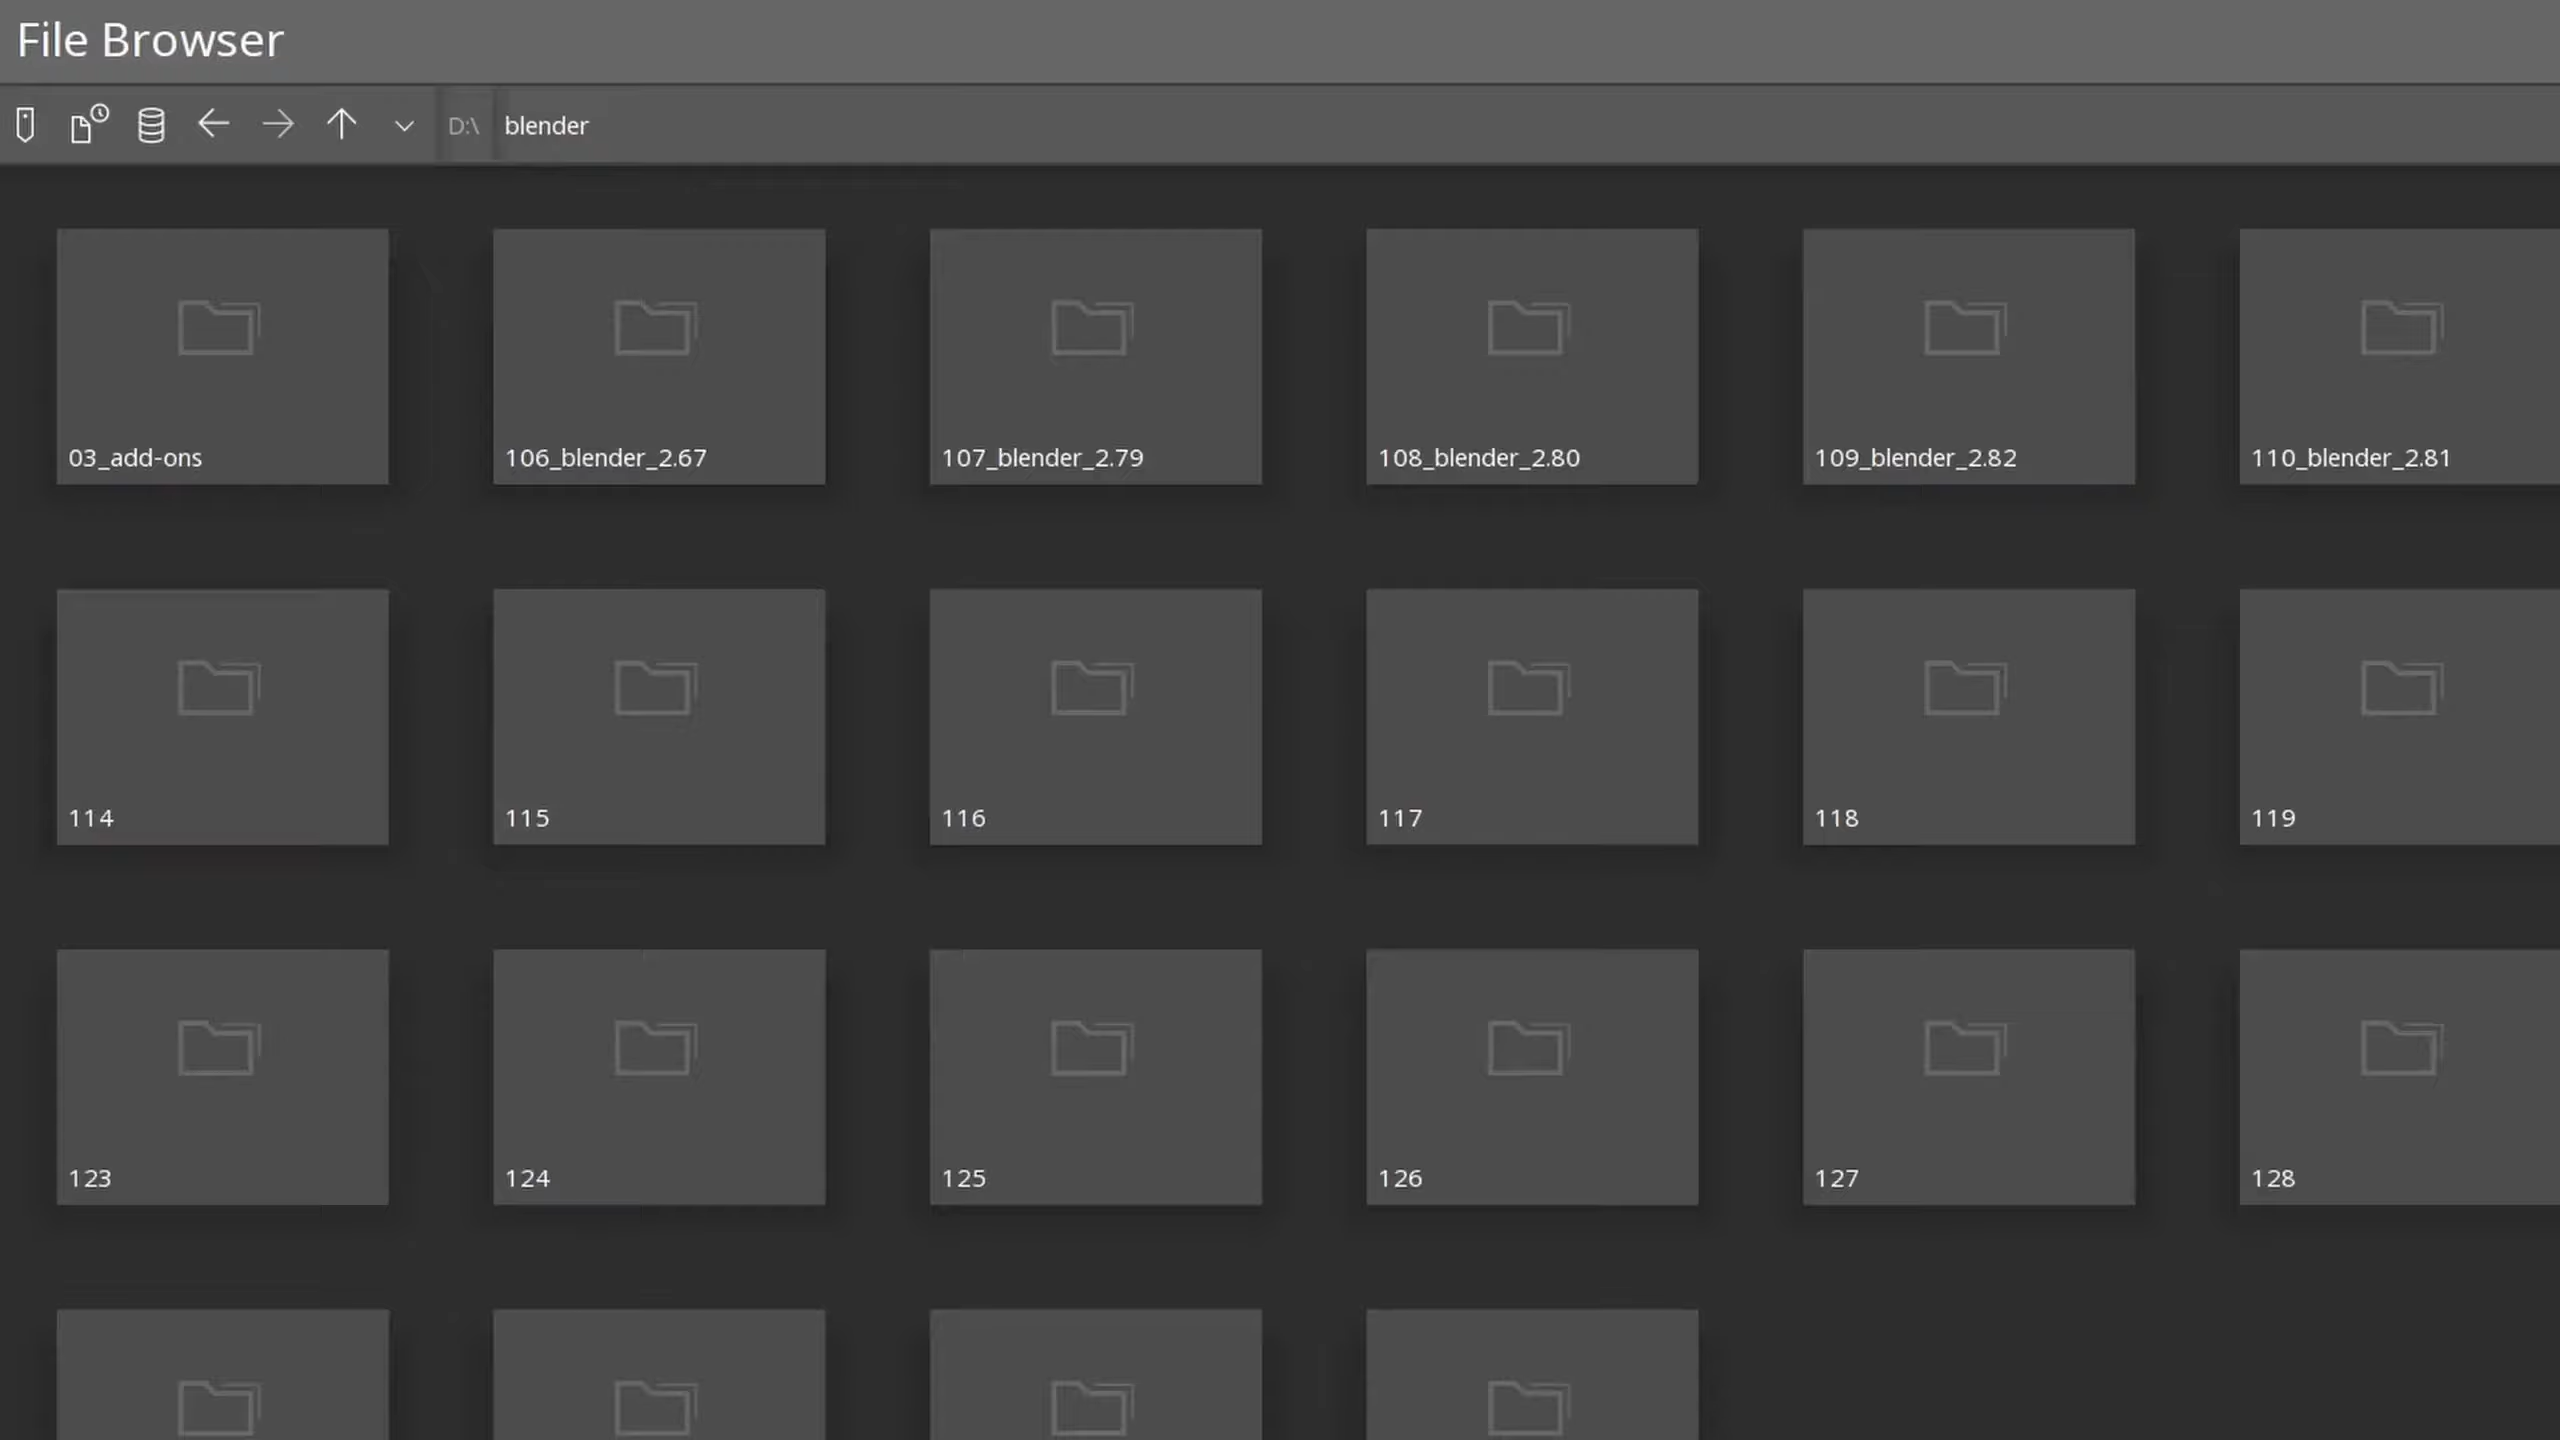 File Browser
D:\ blender
03_add-ons 106_blender_2.67 107_blender_2.79 108_blender_2.80 109_blender_2.82 110_blender_2.81
114 115 116 117 118 119
123 124 125 126 127 128